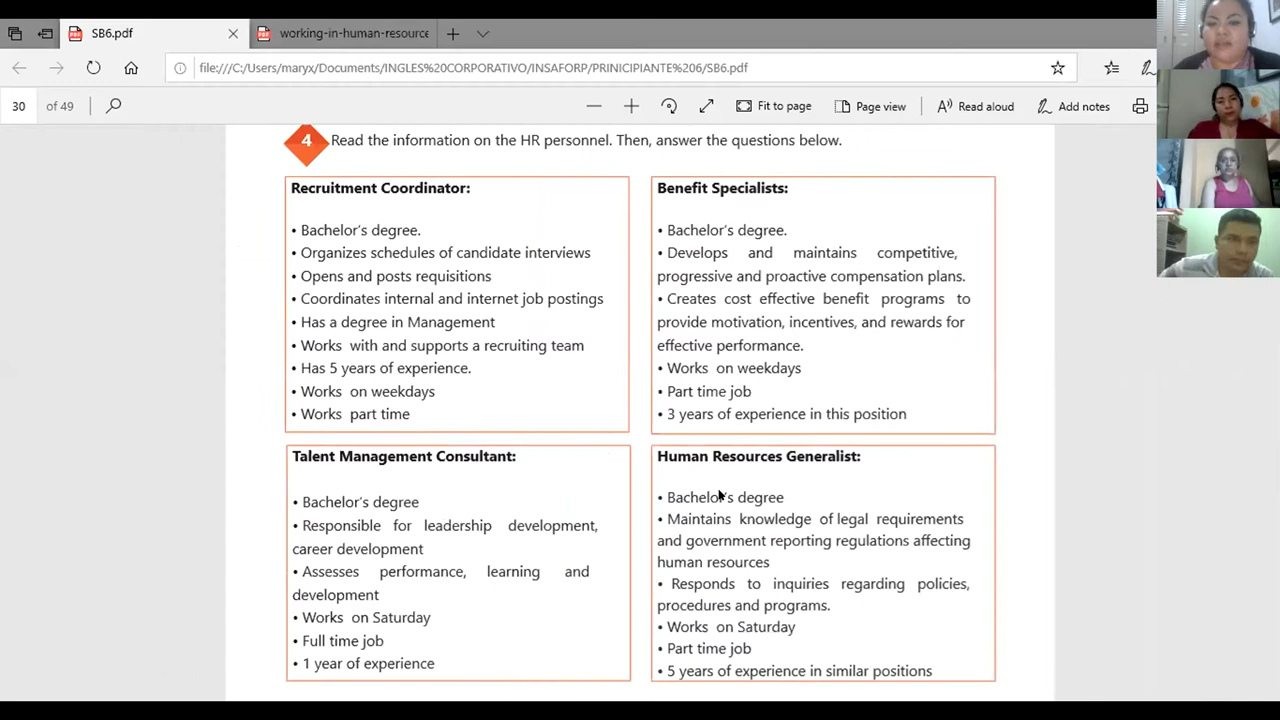 SB6.pdf
working-in-human-resource
file:///C:/Users/maryx/Documents/INGLES%20CORPORATIVO/INSAFORP/PRINICIPIANTE%206/SB6.pdf
30 of 49
Fit to page
Page view
Read aloud
Add notes
4 Read the information on the HR personnel. Then, answer the questions below.
Recruitment Coordinator:
• Bachelor's degree.
• Organizes schedules of candidate interviews
• Opens and posts requisitions
• Coordinates internal and internet job postings
• Has a degree in Management
• Works with and supports a recruiting team
• Has 5 years of experience.
• Works on weekdays
• Works part time
Benefit Specialists:
• Bachelor's degree.
• Develops and maintains competitive,
progressive and proactive compensation plans.
• Creates cost effective benefit programs to
provide motivation, incentives, and rewards for
effective performance.
• Works on weekdays
• Part time job
• 3 years of experience in this position
Talent Management Consultant:
• Bachelor's degree
• Responsible for leadership development,
career development
• Assesses performance, learning and
development
• Works on Saturday
• Full time job
• 1 year of experience
Human Resources Generalist:
• Bachelor's degree
• Maintains knowledge of legal requirements
and government reporting regulations affecting
human resources
• Responds to inquiries regarding policies,
procedures and programs.
• Works on Saturday
• Part time job
• 5 years of experience in similar positions